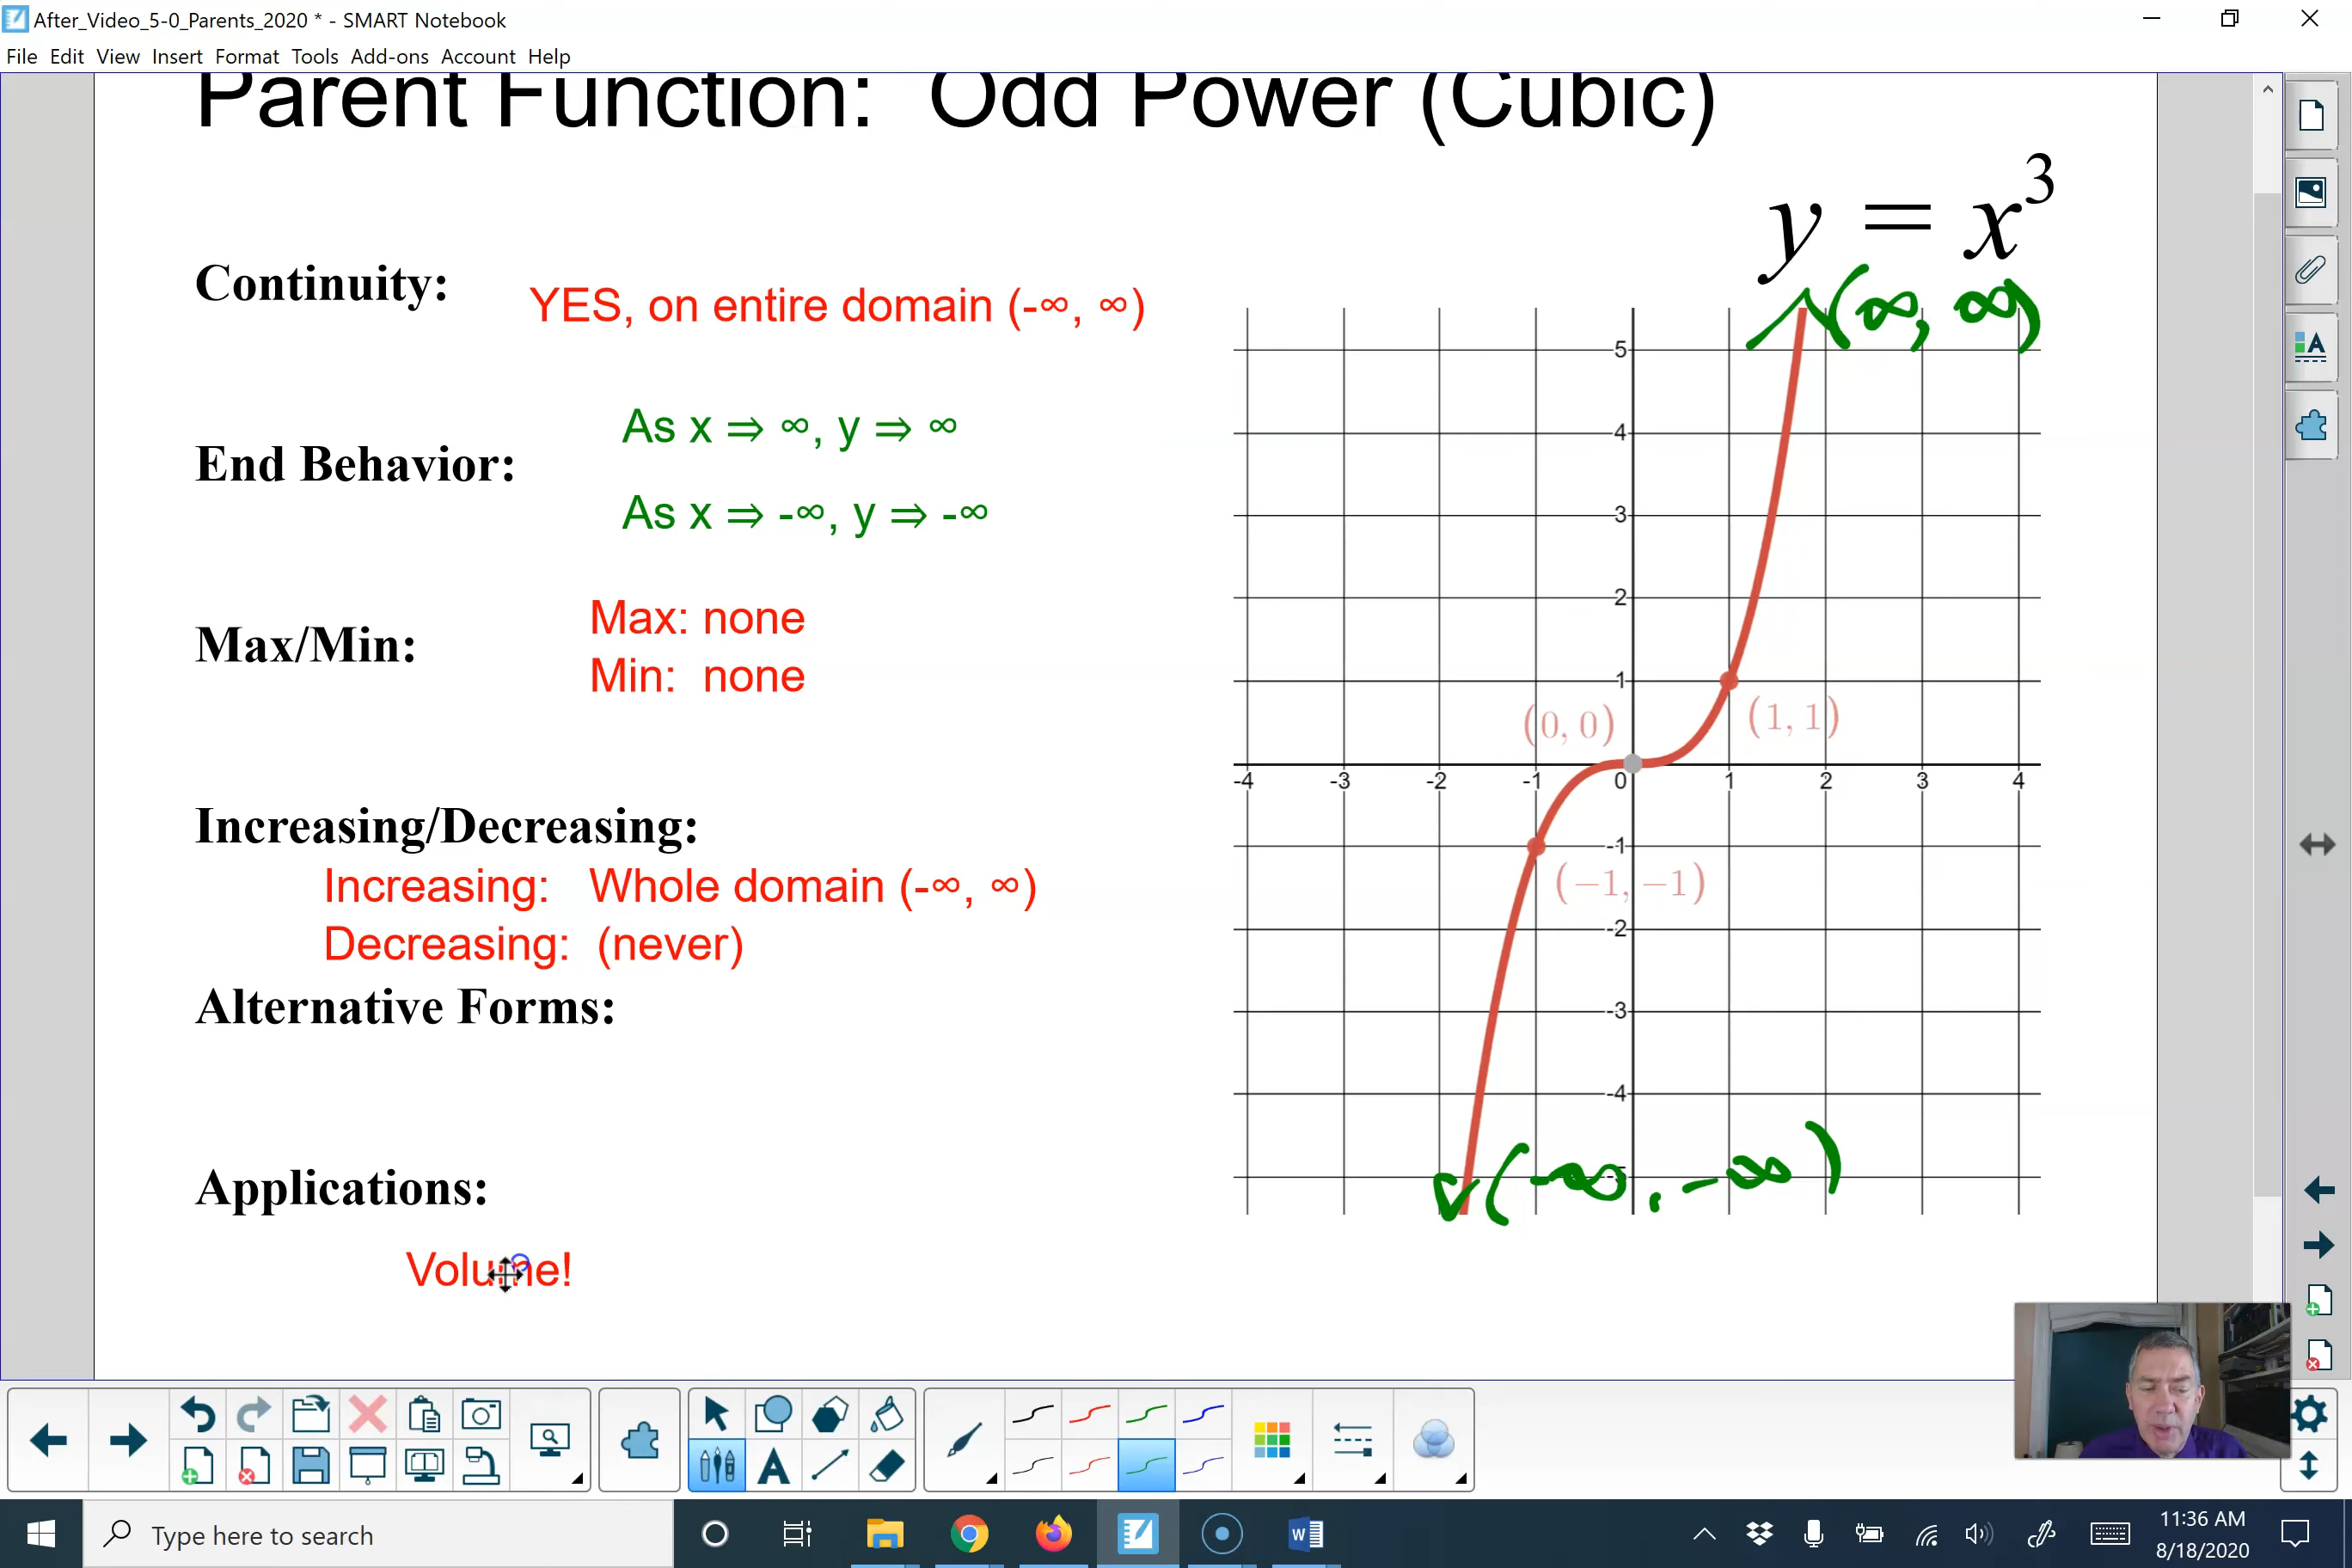 After_Video_5-0_Parents_2020 * - SMART Notebook
File Edit View Insert Format Tools Add-ons Account Help
Parent Function: Odd Power (Cubic)
y = x³
Continuity:
YES, on entire domain (-∞, ∞)
End Behavior:
As x ⇒ ∞, y ⇒ ∞
As x ⇒ -∞, y ⇒ -∞
Max/Min:
Max: none
Min: none
Increasing/Decreasing:
Increasing: Whole domain (-∞, ∞)
Decreasing: (never)
Alternative Forms:
Applications:
Volume!
(∞, ∞)
5
4
3
2
1
(0, 0)
(1, 1)
-4 -3 -2 -1 0 1 2 3 4
-1
(−1, −1)
-2
-3
-4
(-∞, -∞)
Type here to search
11:36 AM
8/18/2020